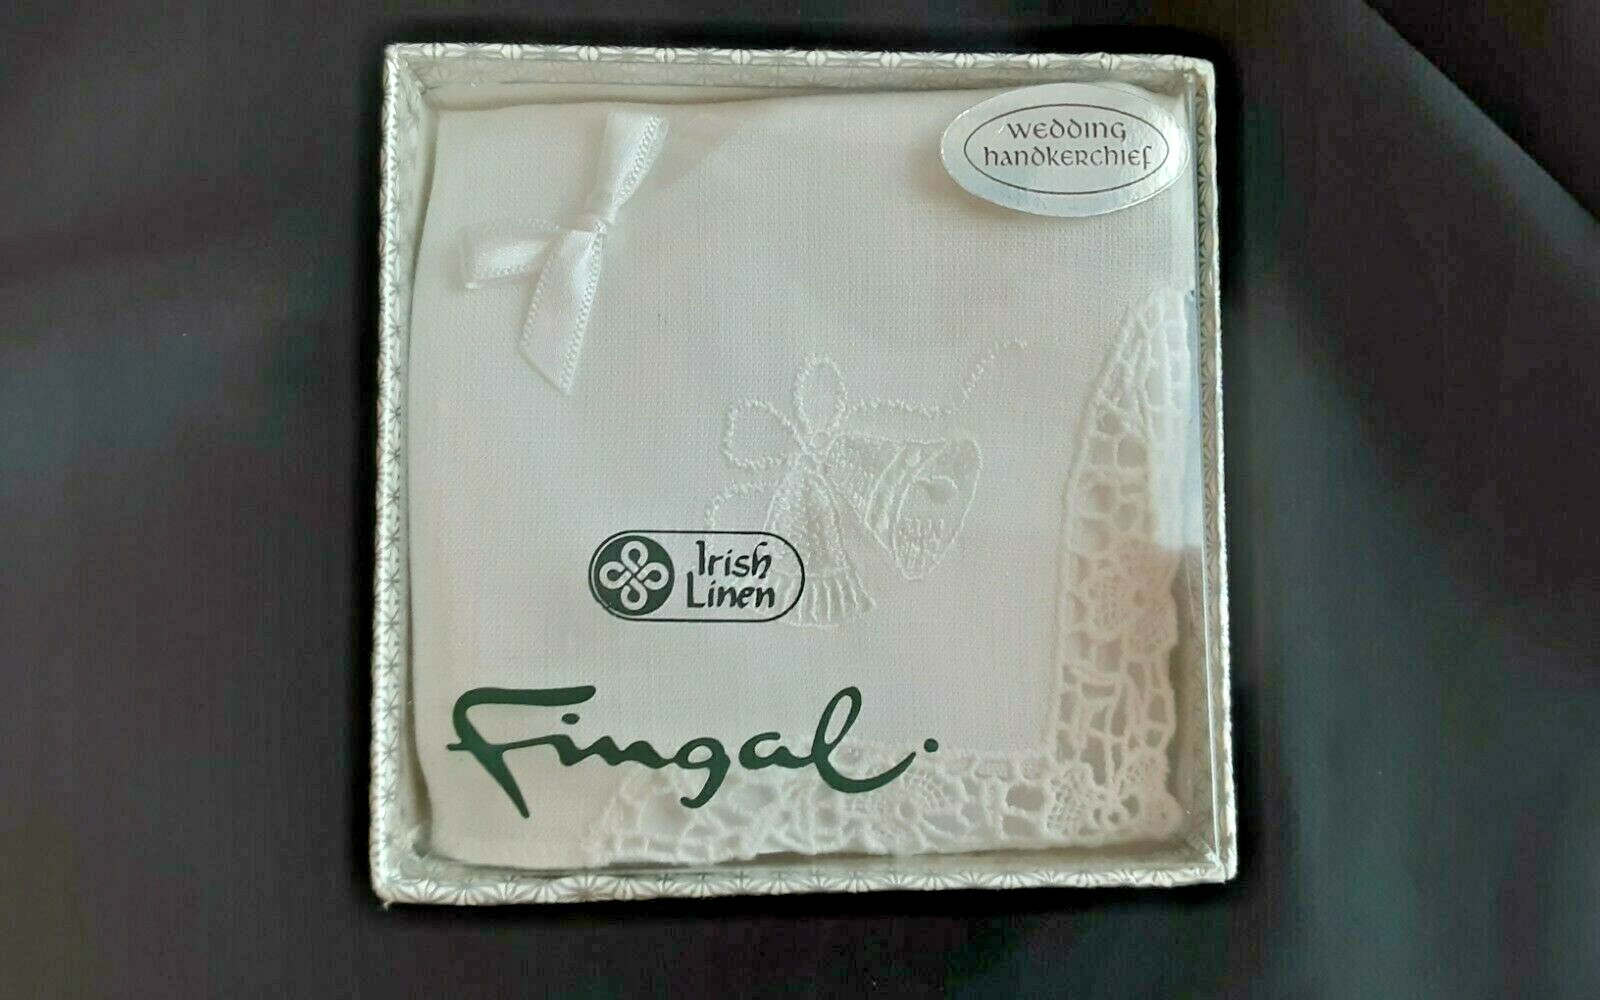 Wedding
handkerchief
Irish
Linen
Fingal.